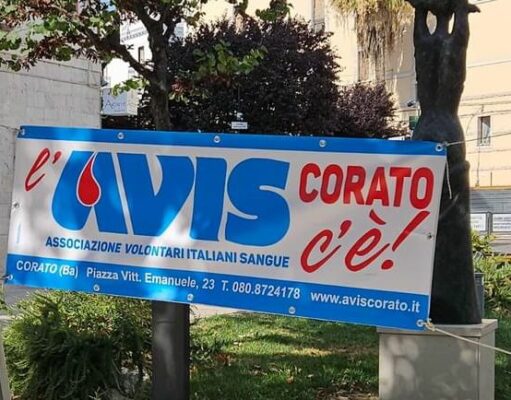 l'AVIS CORATO
c'è!
ASSOCIAZIONE VOLONTARI ITALIANI SANGUE
CORATO (Ba) Piazza Vitt. Emanuele, 23 T. 080.8724178 www.aviscorato.it